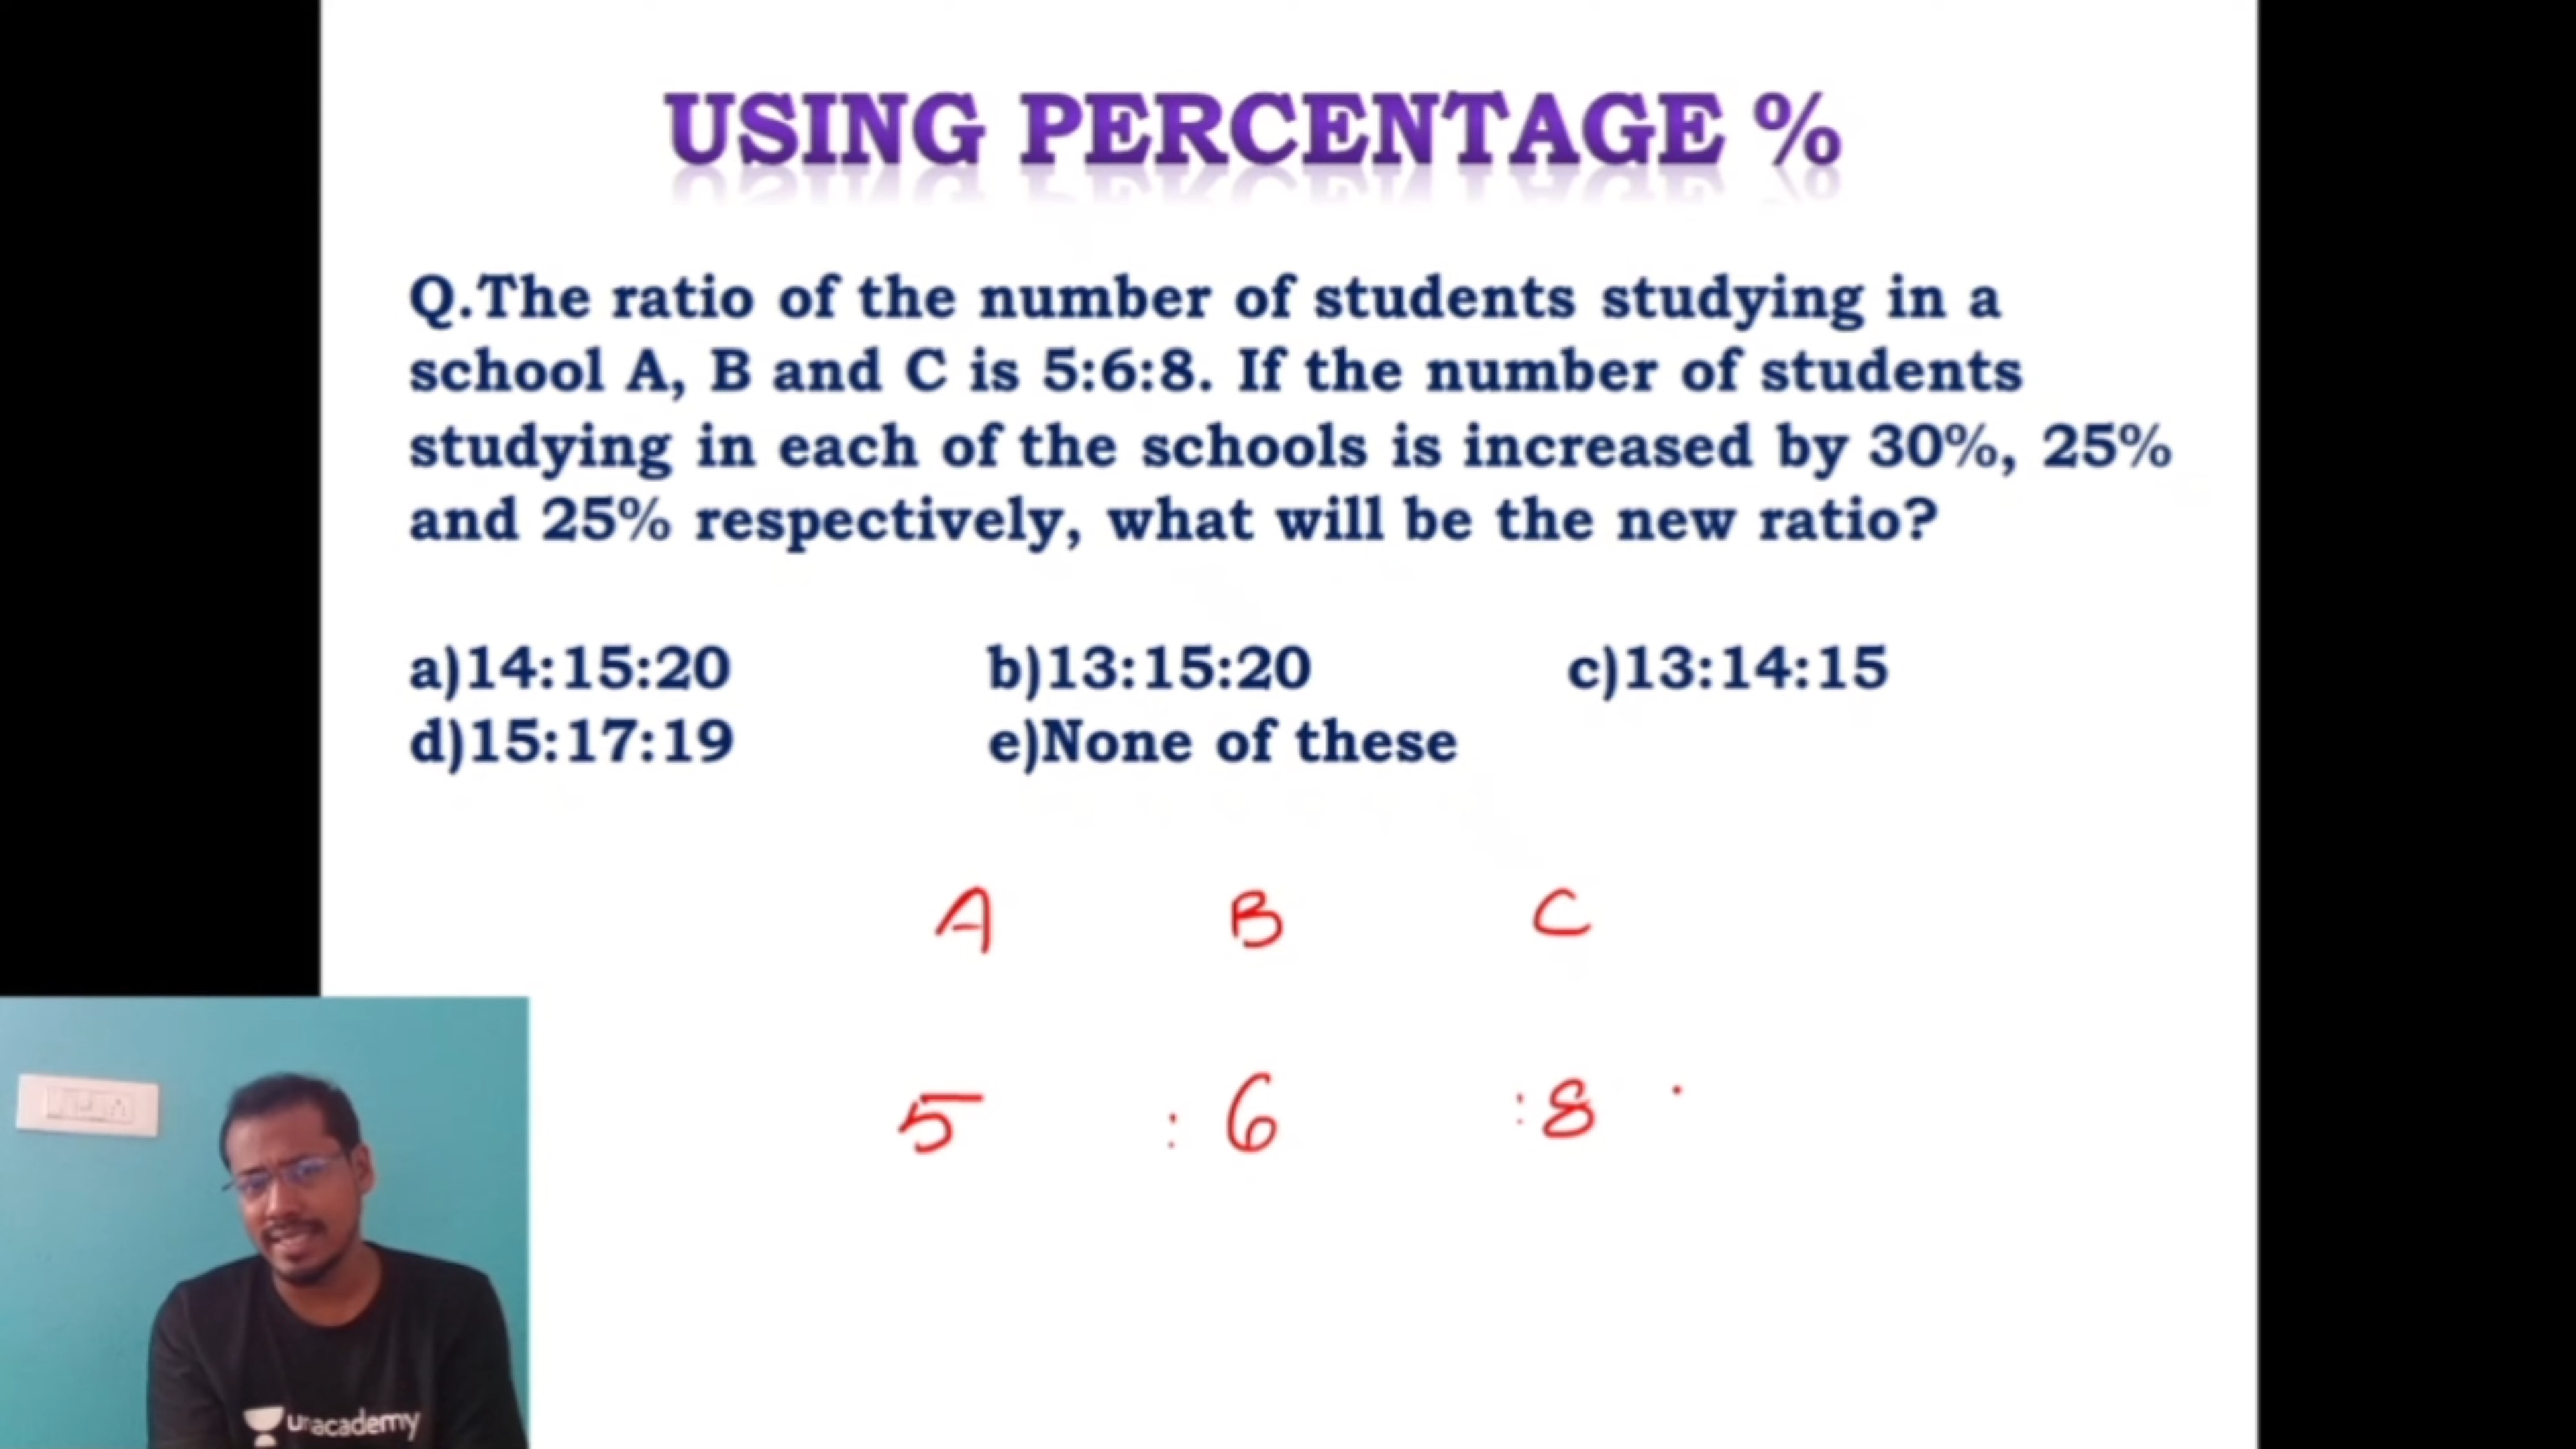 USING PERCENTAGE %
Q.The ratio of the number of students studying in a
school A, B and C is 5:6:8. If the number of students
studying in each of the schools is increased by 30%, 25%
and 25% respectively, what will be the new ratio?
a)14:15:20 b)13:15:20 c)13:14:15
d)15:17:19 e)None of these
A B C
5 : 6 : 8
unacademy